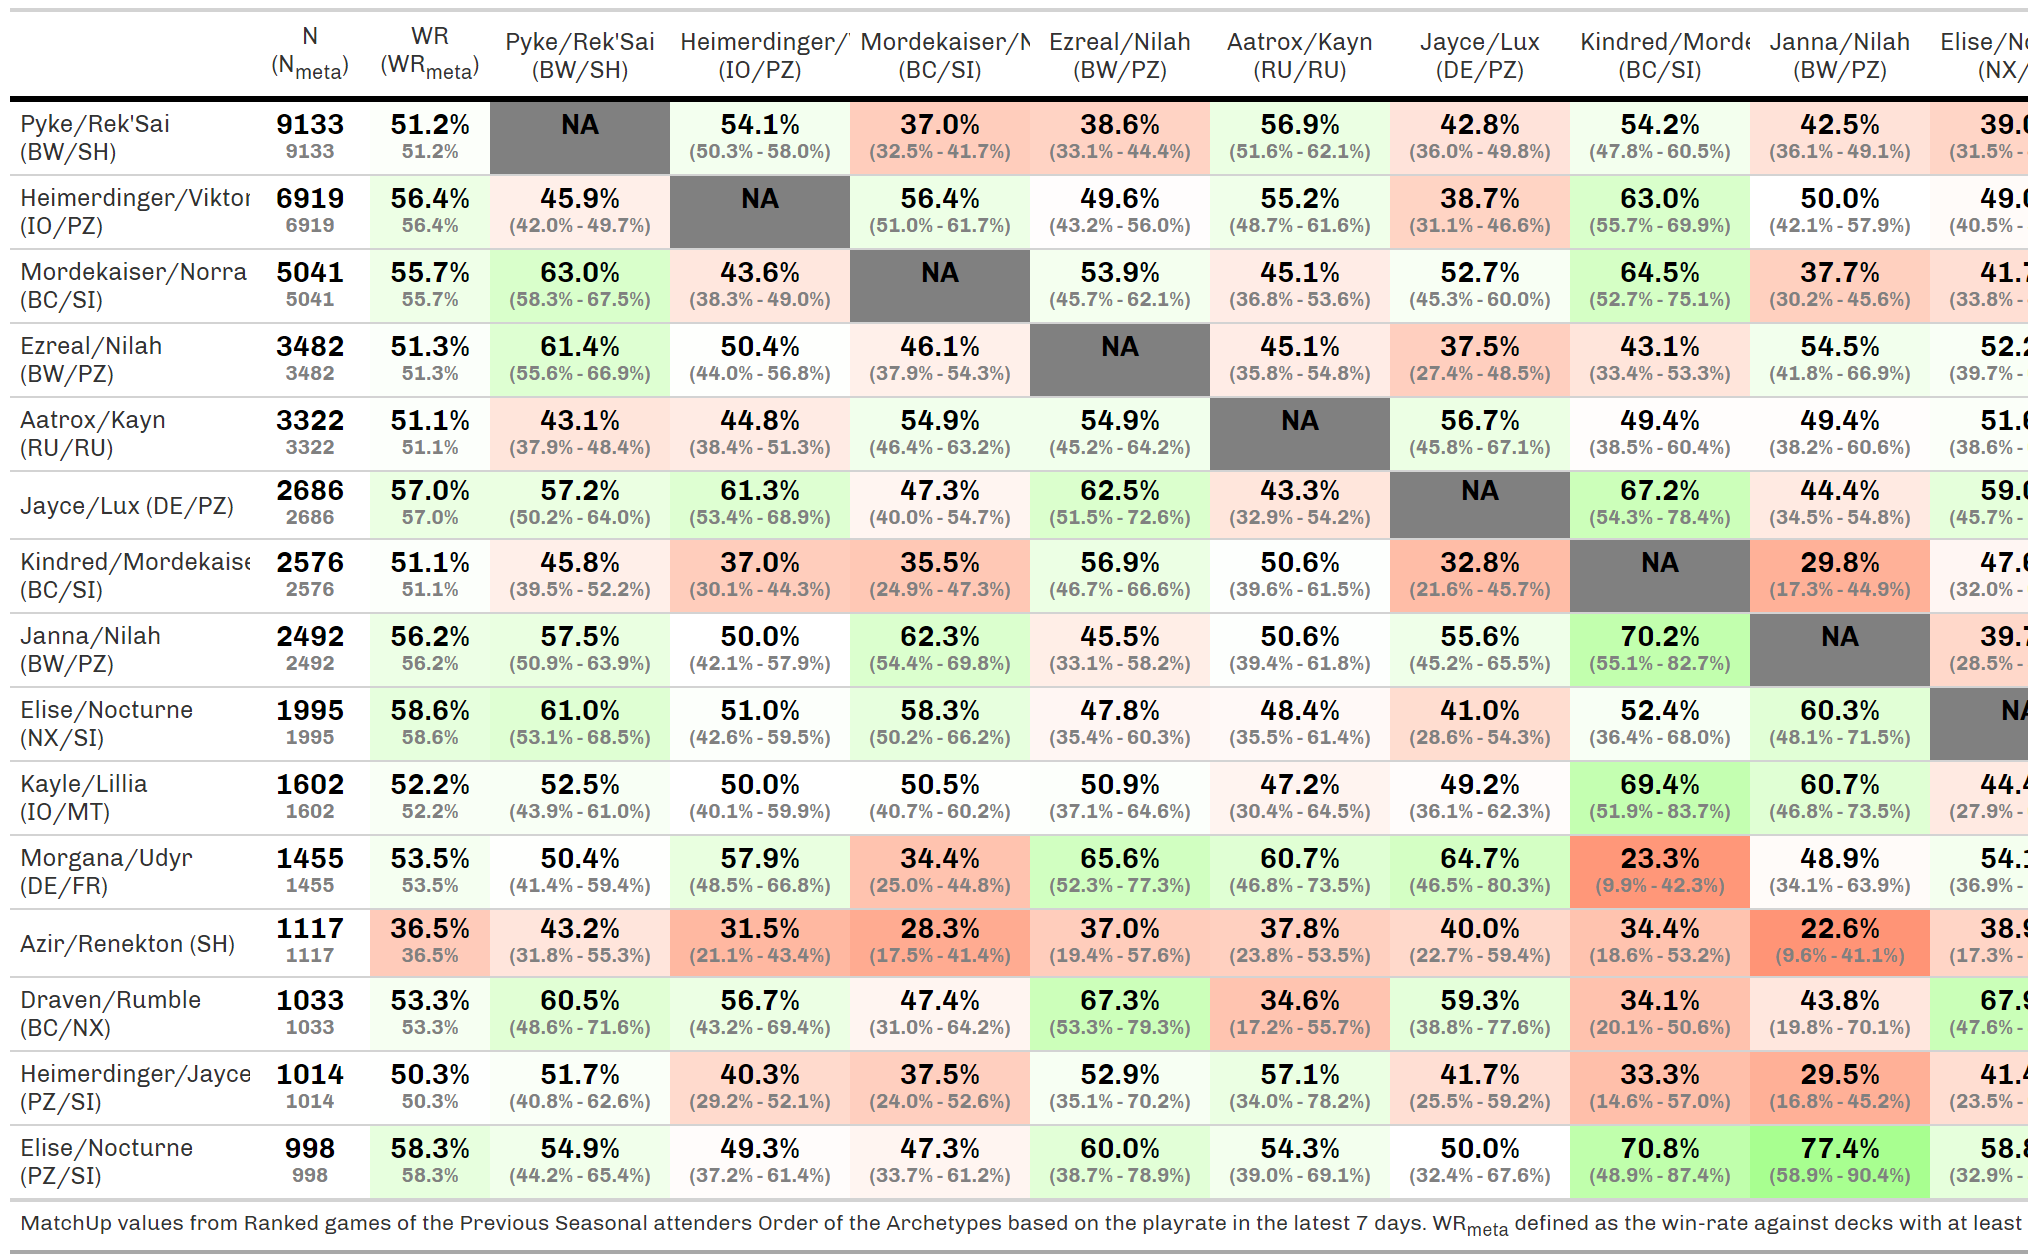 N WR Pyke/Rek'Sai Heimerdinger/ Mordekaiser/N Ezreal/Nilah Aatrox/Kayn Jayce/Lux Kindred/Morde Janna/Nilah Elise/No
(Nmeta) (WRmeta) (BW/SH) (IO/PZ) (BC/SI) (BW/PZ) (RU/RU) (DE/PZ) (BC/SI) (BW/PZ) (NX/
Pyke/Rek'Sai 9133 51.2% NA 54.1% 37.0% 38.6% 56.9% 42.8% 54.2% 42.5% 39.0
(BW/SH) 9133 51.2% (50.3% - 58.0%) (32.5% - 41.7%) (33.1% - 44.4%) (51.6% - 62.1%) (36.0% - 49.8%) (47.8% - 60.5%) (36.1% - 49.1%) (31.5% -
Heimerdinger/Viktor 6919 56.4% 45.9% NA 56.4% 49.6% 55.2% 38.7% 63.0% 50.0% 49.0
(IO/PZ) 6919 56.4% (42.0% - 49.7%) (51.0% - 61.7%) (43.2% - 56.0%) (48.7% - 61.6%) (31.1% - 46.6%) (55.7% - 69.9%) (42.1% - 57.9%) (40.5% -
Mordekaiser/Norra 5041 55.7% 63.0% 43.6% NA 53.9% 45.1% 52.7% 64.5% 37.7% 41.7
(BC/SI) 5041 55.7% (58.3% - 67.5%) (38.3% - 49.0%) (45.7% - 62.1%) (36.8% - 53.6%) (45.3% - 60.0%) (52.7% - 75.1%) (30.2% - 45.6%) (33.8% -
Ezreal/Nilah 3482 51.3% 61.4% 50.4% 46.1% NA 45.1% 37.5% 43.1% 54.5% 52.2
(BW/PZ) 3482 51.3% (55.6% - 66.9%) (44.0% - 56.8%) (37.9% - 54.3%) (35.8% - 54.8%) (27.4% - 48.5%) (33.4% - 53.3%) (41.8% - 66.9%) (39.7% -
Aatrox/Kayn 3322 51.1% 43.1% 44.8% 54.9% 54.9% NA 56.7% 49.4% 49.4% 51.6
(RU/RU) 3322 51.1% (37.9% - 48.4%) (38.4% - 51.3%) (46.4% - 63.2%) (45.2% - 64.2%) (45.8% - 67.1%) (38.5% - 60.4%) (38.2% - 60.6%) (38.6% -
Jayce/Lux (DE/PZ) 2686 57.0% 57.2% 61.3% 47.3% 62.5% 43.3% NA 67.2% 44.4% 59.0
2686 57.0% (50.2% - 64.0%) (53.4% - 68.9%) (40.0% - 54.7%) (51.5% - 72.6%) (32.9% - 54.2%) (54.3% - 78.4%) (34.5% - 54.8%) (45.7% -
Kindred/Mordekaise 2576 51.1% 45.8% 37.0% 35.5% 56.9% 50.6% 32.8% NA 29.8% 47.6
(BC/SI) 2576 51.1% (39.5% - 52.2%) (30.1% - 44.3%) (24.9% - 47.3%) (46.7% - 66.6%) (39.6% - 61.5%) (21.6% - 45.7%) (17.3% - 44.9%) (32.0% -
Janna/Nilah 2492 56.2% 57.5% 50.0% 62.3% 45.5% 50.6% 55.6% 70.2% NA 39.7
(BW/PZ) 2492 56.2% (50.9% - 63.9%) (42.1% - 57.9%) (54.4% - 69.8%) (33.1% - 58.2%) (39.4% - 61.8%) (45.2% - 65.5%) (55.1% - 82.7%) (28.5% -
Elise/Nocturne 1995 58.6% 61.0% 51.0% 58.3% 47.8% 48.4% 41.0% 52.4% 60.3% NA
(NX/SI) 1995 58.6% (53.1% - 68.5%) (42.6% - 59.5%) (50.2% - 66.2%) (35.4% - 60.3%) (35.5% - 61.4%) (28.6% - 54.3%) (36.4% - 68.0%) (48.1% - 71.5%)
Kayle/Lillia 1602 52.2% 52.5% 50.0% 50.5% 50.9% 47.2% 49.2% 69.4% 60.7% 44.4
(IO/MT) 1602 52.2% (43.9% - 61.0%) (40.1% - 59.9%) (40.7% - 60.2%) (37.1% - 64.6%) (30.4% - 64.5%) (36.1% - 62.3%) (51.9% - 83.7%) (46.8% - 73.5%) (27.9% -
Morgana/Udyr 1455 53.5% 50.4% 57.9% 34.4% 65.6% 60.7% 64.7% 23.3% 48.9% 54.1
(DE/FR) 1455 53.5% (41.4% - 59.4%) (48.5% - 66.8%) (25.0% - 44.8%) (52.3% - 77.3%) (46.8% - 73.5%) (46.5% - 80.3%) (9.9% - 42.3%) (34.1% - 63.9%) (36.9% -
Azir/Renekton (SH) 1117 36.5% 43.2% 31.5% 28.3% 37.0% 37.8% 40.0% 34.4% 22.6% 38.9
1117 36.5% (31.8% - 55.3%) (21.1% - 43.4%) (17.5% - 41.4%) (19.4% - 57.6%) (23.8% - 53.5%) (22.7% - 59.4%) (18.6% - 53.2%) (9.6% - 41.1%) (17.3% -
Draven/Rumble 1033 53.3% 60.5% 56.7% 47.4% 67.3% 34.6% 59.3% 34.1% 43.8% 67.9
(BC/NX) 1033 53.3% (48.6% - 71.6%) (43.2% - 69.4%) (31.0% - 64.2%) (53.3% - 79.3%) (17.2% - 55.7%) (38.8% - 77.6%) (20.1% - 50.6%) (19.8% - 70.1%) (47.6% -
Heimerdinger/Jayce 1014 50.3% 51.7% 40.3% 37.5% 52.9% 57.1% 41.7% 33.3% 29.5% 41.4
(PZ/SI) 1014 50.3% (40.8% - 62.6%) (29.2% - 52.1%) (24.0% - 52.6%) (35.1% - 70.2%) (34.0% - 78.2%) (25.5% - 59.2%) (14.6% - 57.0%) (16.8% - 45.2%) (23.5% -
Elise/Nocturne 998 58.3% 54.9% 49.3% 47.3% 60.0% 54.3% 50.0% 70.8% 77.4% 58.8
(PZ/SI) 998 58.3% (44.2% - 65.4%) (37.2% - 61.4%) (33.7% - 61.2%) (38.7% - 78.9%) (39.0% - 69.1%) (32.4% - 67.6%) (48.9% - 87.4%) (58.9% - 90.4%) (32.9% -
MatchUp values from Ranked games of the Previous Seasonal attenders Order of the Archetypes based on the playrate in the latest 7 days. WRmeta defined as the win-rate against decks with at least